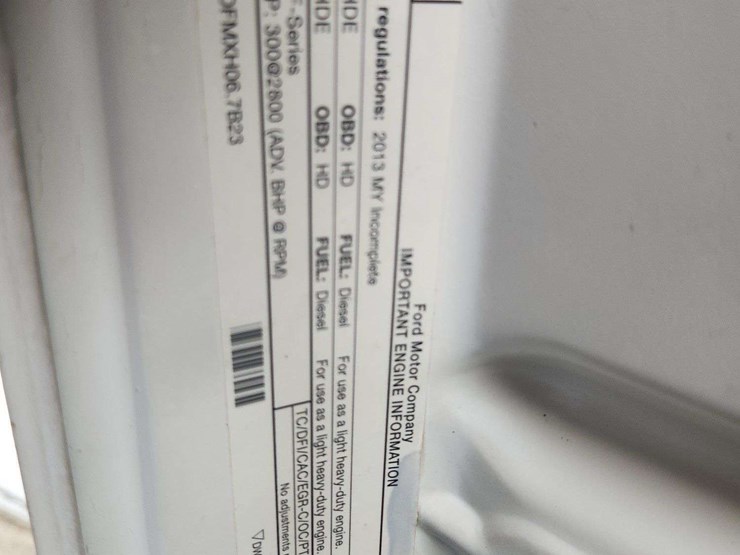 Ford Motor Company
IMPORTANT ENGINE INFORMATION
regulations: 2013 MY Incomplete
IDE OBD: HD FUEL: Diesel For use as a light heavy-duty engine.
IDE OBD: HD FUEL: Diesel For use as a light heavy-duty engine.
-Series TC/DFI/CAC/EGR-C/OC/PT
P: 300@2800 (ADV. BHP @ RPM) No adjustments
DFMXH06.7B23